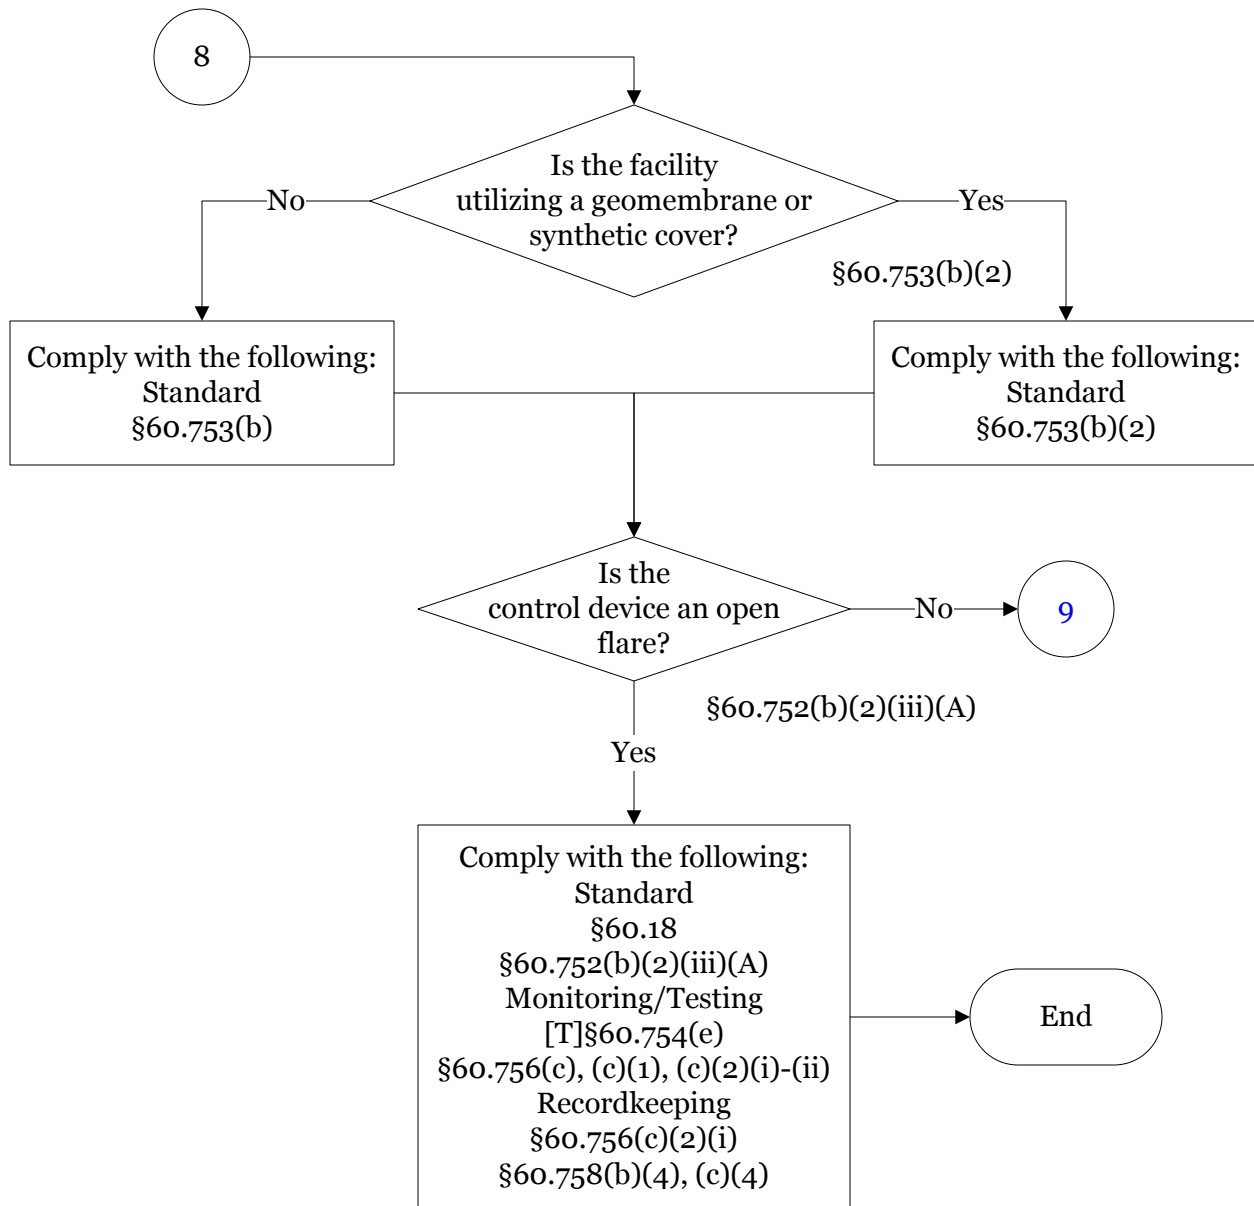 8
Is the facility
utilizing a geomembrane or
synthetic cover?
No
Yes
§60.753(b)(2)
Comply with the following:
Standard
§60.753(b)
Comply with the following:
Standard
§60.753(b)(2)
Is the
control device an open
flare?
No
9
§60.752(b)(2)(iii)(A)
Yes
Comply with the following:
Standard
§60.18
§60.752(b)(2)(iii)(A)
Monitoring/Testing
[T]§60.754(e)
§60.756(c), (c)(1), (c)(2)(i)-(ii)
Recordkeeping
§60.756(c)(2)(i)
§60.758(b)(4), (c)(4)
End